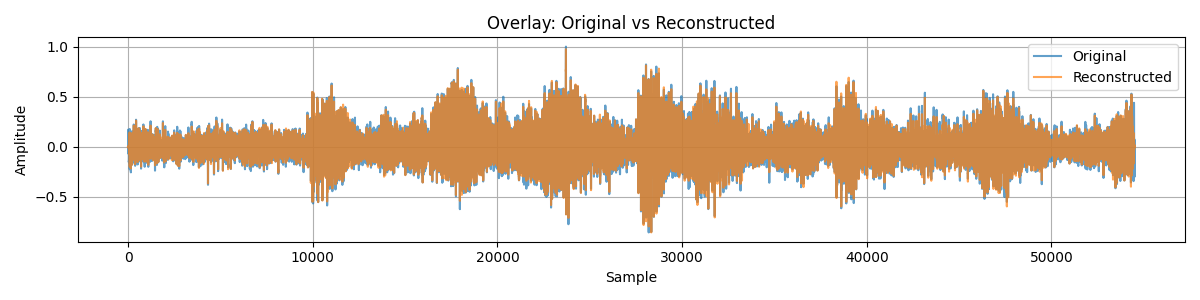 Overlay: Original vs Reconstructed
Original
Reconstructed
1.0
0.5
0.0
−0.5
Amplitude
0 10000 20000 30000 40000 50000
Sample